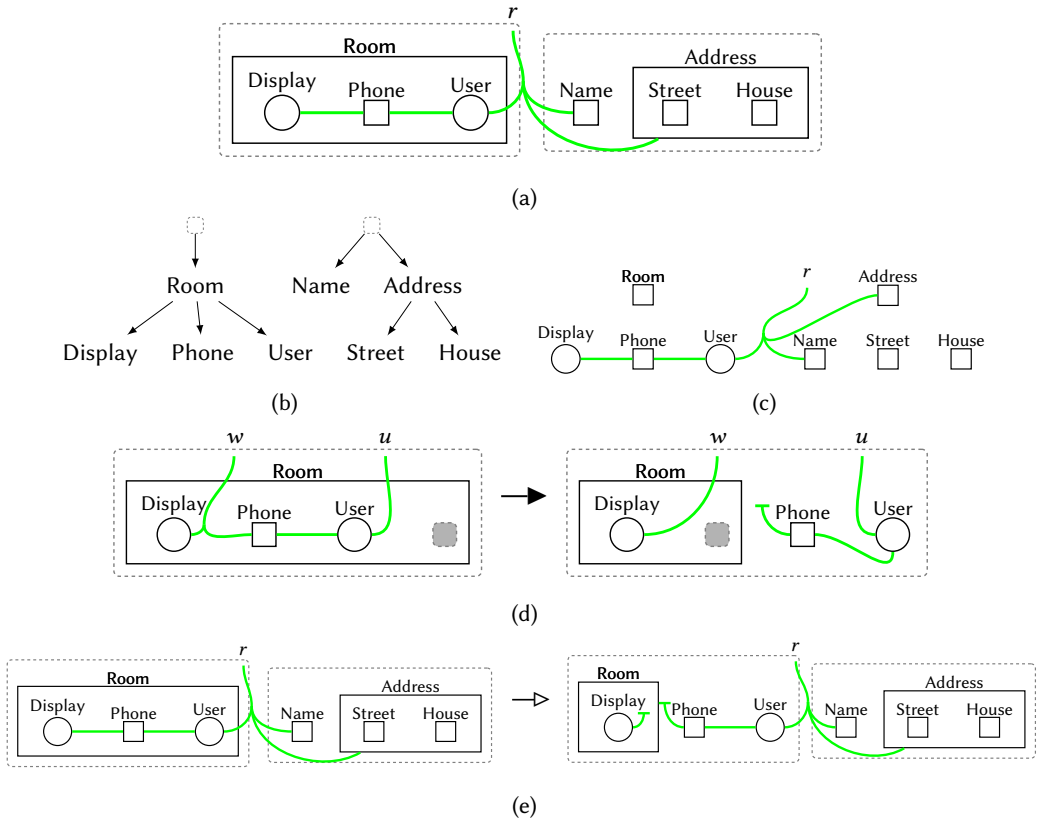 r
Room
Address
Display
Phone
User
Name
Street
House
(a)
Room
Name
Address
Display
Phone
User
Street
House
(b)
Room
r
Address
Display
Phone
User
Name
Street
House
(c)
w
u
Room
Display
Phone
User
w
u
Room
Display
Phone
User
(d)
r
Room
Address
Display
Phone
User
Name
Street
House
r
Room
Address
Display
Phone
User
Name
Street
House
(e)